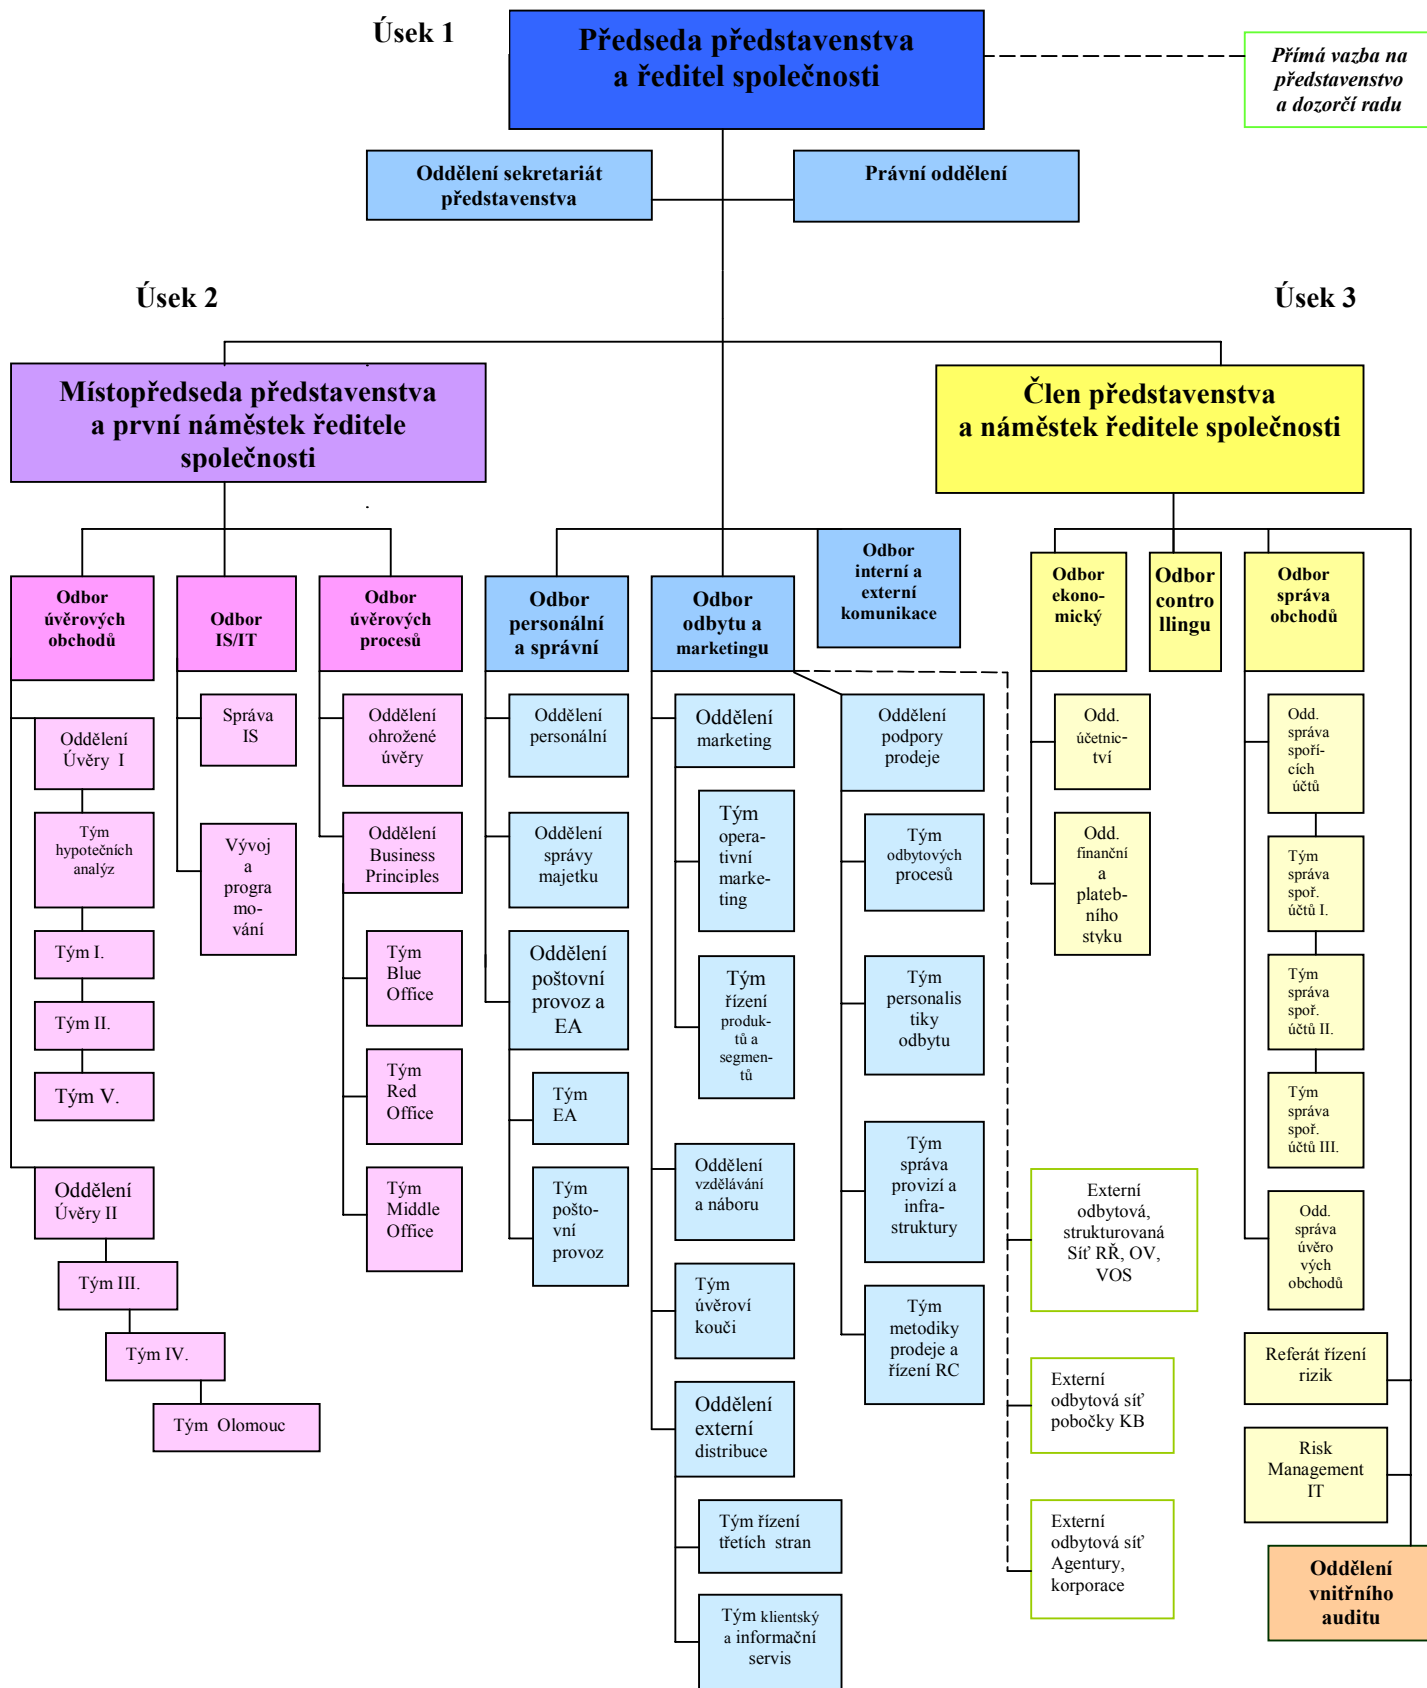 Úsek 1
Předseda představenstva
a ředitel společnosti
Přímá vazba na
představenstvo
a dozorčí radu
Oddělení sekretariát
představenstva
Právní oddělení
Úsek 2
Úsek 3
Místopředseda představenstva
a první náměstek ředitele
společnosti
Člen představenstva
a náměstek ředitele společnosti
Odbor
úvěrových
obchodů
Odbor
IS/IT
Odbor
úvěrových
procesů
Odbor
personální
a správní
Odbor
odbytu a
marketingu
Odbor
interní a
externí
komunikace
Odbor
ekono-
mický
Odbor
contro
llingu
Odbor
správa
obchodů
Oddělení
Úvěry I
Tým
hypotečních
analýz
Tým I.
Tým II.
Tým V.
Oddělení
Úvěry II
Tým III.
Tým IV.
Tým Olomouc
Správa
IS
Vývoj
a
progra
mo-
vání
Oddělení
ohrožené
úvěry
Oddělení
Business
Principles
Tým
Blue
Office
Tým
Red
Office
Tým
Middle
Office
Oddělení
personální
Oddělení
správy
majetku
Oddělení
poštovní
provoz a
EA
Tým
EA
Tým
pošto-
vní
provoz
Oddělení
marketing
Tým
opera-
tivní
marke-
ting
Tým
řízení
produk-
tů a
segmen-
tů
Oddělení
vzdělávání
a náboru
Tým
úvěroví
kouči
Oddělení
externí
distribuce
Tým řízení
třetích stran
Tým klientský
a informační
servis
Oddělení
podpory
prodeje
Tým
odbytových
procesů
Tým
personalis
tiky
odbytu
Tým
správa
provizí a
infra-
struktury
Tým
metodiky
prodeje a
řízení RC
Externí
odbytová,
strukturovaná
Síť RŘ, OV,
VOS
Externí
odbytová síť
pobočky KB
Externí
odbytová síť
Agentury,
korporace
Odd.
účetnic-
tví
Odd.
finanční
a
plateb-
ního
styku
Odd.
správa
spoří-
cích
účtů
Tým
správa
spoř.
účtů I.
Tým
správa
spoř.
účtů II.
Tým
správa
spoř.
účtů III.
Odd.
správa
úvěro
vých
obchodů
Referát řízení
rizik
Risk
Management
IT
Oddělení
vnitřního
auditu